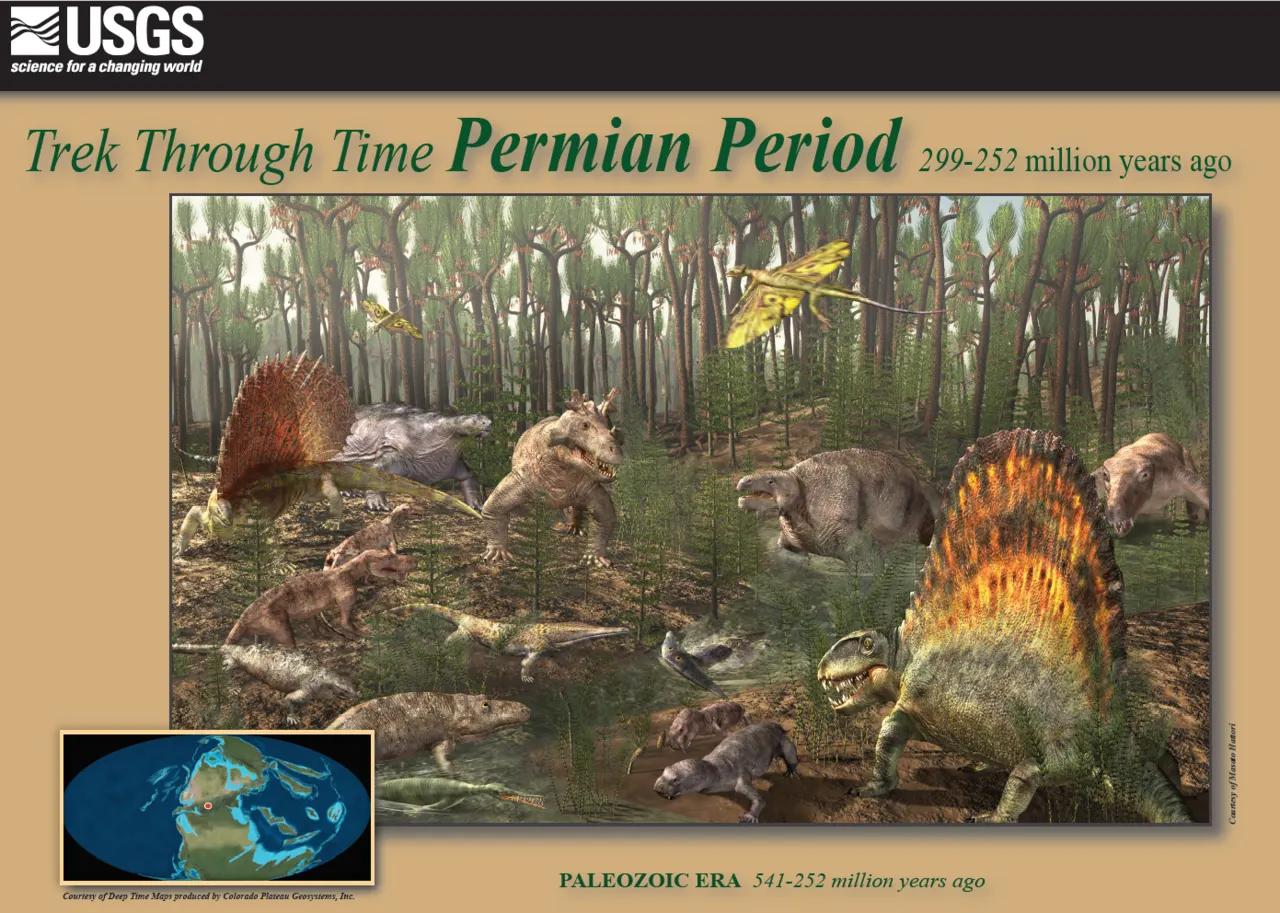 USGS
science for a changing world
Trek Through Time Permian Period 299-252 million years ago
Courtesy of Masato Hattori
Courtesy of Deep Time Maps produced by Colorado Plateau Geosystems, Inc.
PALEOZOIC ERA 541-252 million years ago